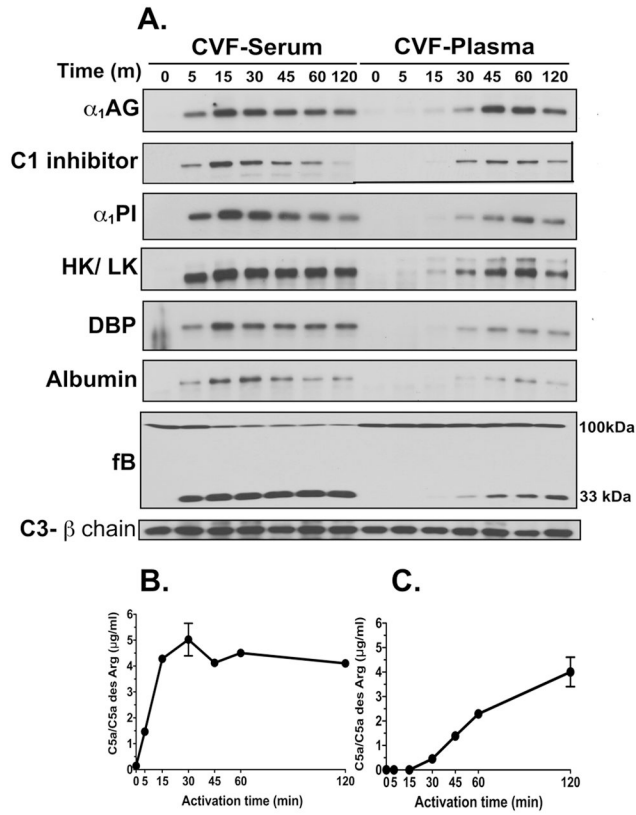 A.
CVF-Serum CVF-Plasma
Time (m) 0 5 15 30 45 60 120 0 5 15 30 45 60 120
α₁AG
C1 inhibitor
α₁PI
HK/ LK
DBP
Albumin
100kDa
fB
33 kDa
C3- β chain
B.
C5a/C5a des Arg (μg/ml)
6
5
4
3
2
1
0
0 5 15 30 45 60 120
Activation time (min)
C.
C5a/C5a des Arg (μg/ml)
6
5
4
3
2
1
0
0 5 15 30 45 60 120
Activation time (min)